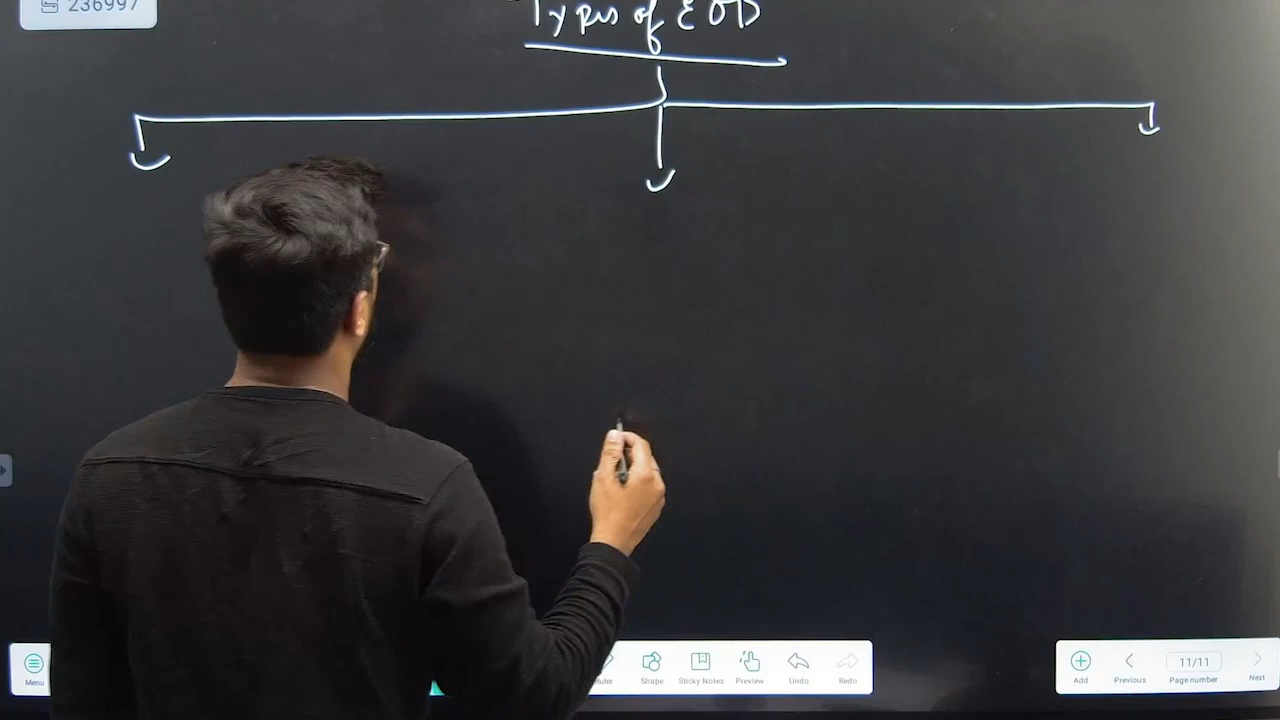 236997
Types of EOD
Menu
Shape
Sticky-Notes
Preview
Undo
Redo
Add
Previous
11/11
Page number
Next